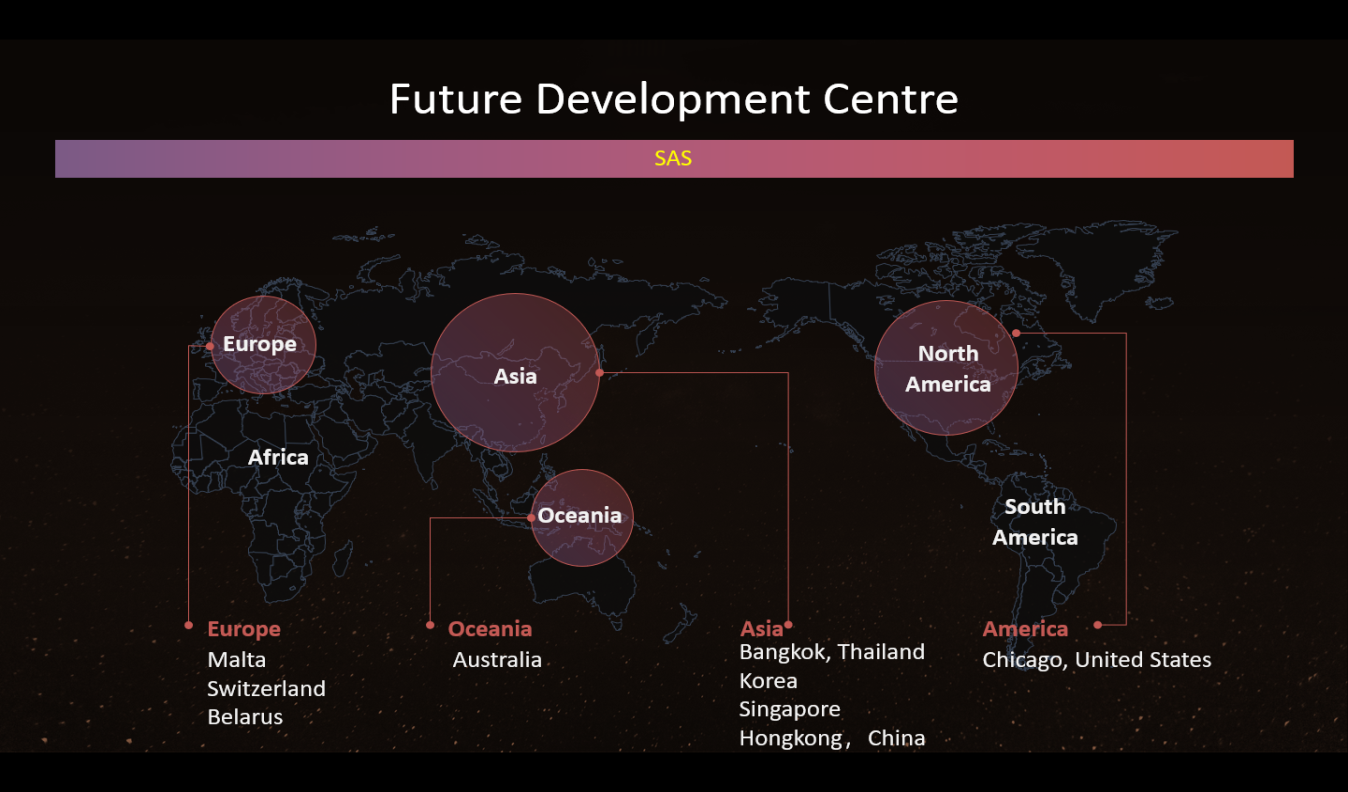 Future Development Centre
SAS
Europe
Asia
North
America
Africa
Oceania
South
America
Europe
Malta
Switzerland
Belarus
Oceania
Australia
Asia
Bangkok, Thailand
Korea
Singapore
Hongkong， China
America
Chicago, United States